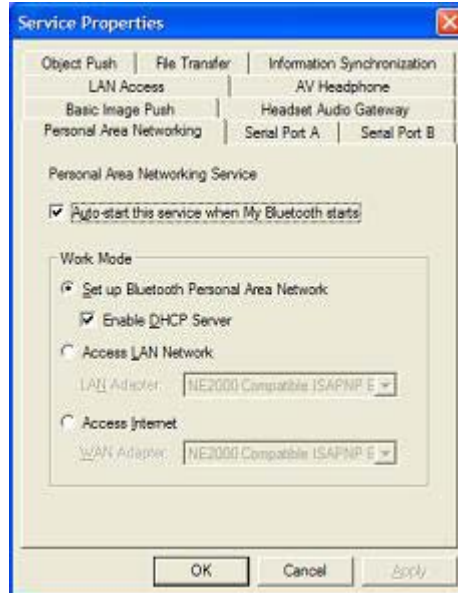 Service Properties
Object Push File Transfer Information Synchronization
LAN Access AV Headphone
Basic Image Push Headset Audio Gateway
Personal Area Networking Serial Port A Serial Port B
Personal Area Networking Service
Auto-start this service when My Bluetooth starts
Work Mode
Set up Bluetooth Personal Area Network
Enable DHCP Server
Access LAN Network
LAN Adapter: NE2000 Compatible ISAPNP E
Access Internet
WAN Adapter: NE2000 Compatible ISAPNP E
OK Cancel Apply